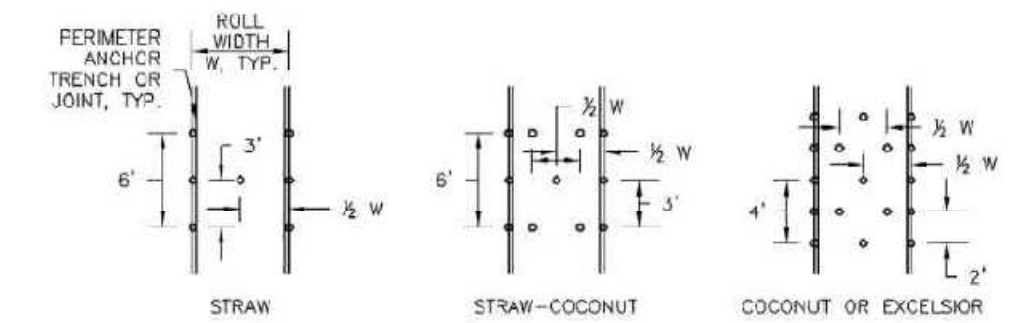 PERIMETER
ANCHOR
TRENCH OR
JOINT, TYP.
ROLL
WIDTH
W, TYP.
6'
3'
½ W
STRAW
½ W
½ W
6'
3'
STRAW-COCONUT
½ W
½ W
4'
2'
COCONUT OR EXCELSIOR